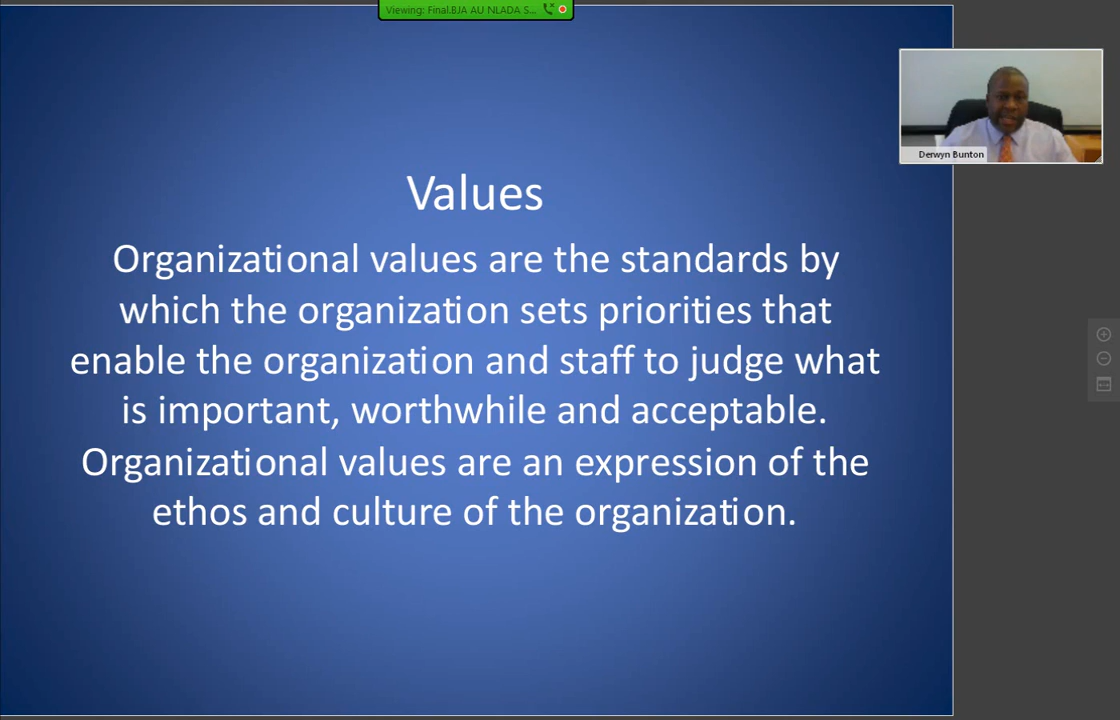 Viewing: Final.BJA AU NLADA S...
Derwyn Bunton
Values
Organizational values are the standards by
which the organization sets priorities that
enable the organization and staff to judge what
is important, worthwhile and acceptable.
Organizational values are an expression of the
ethos and culture of the organization.